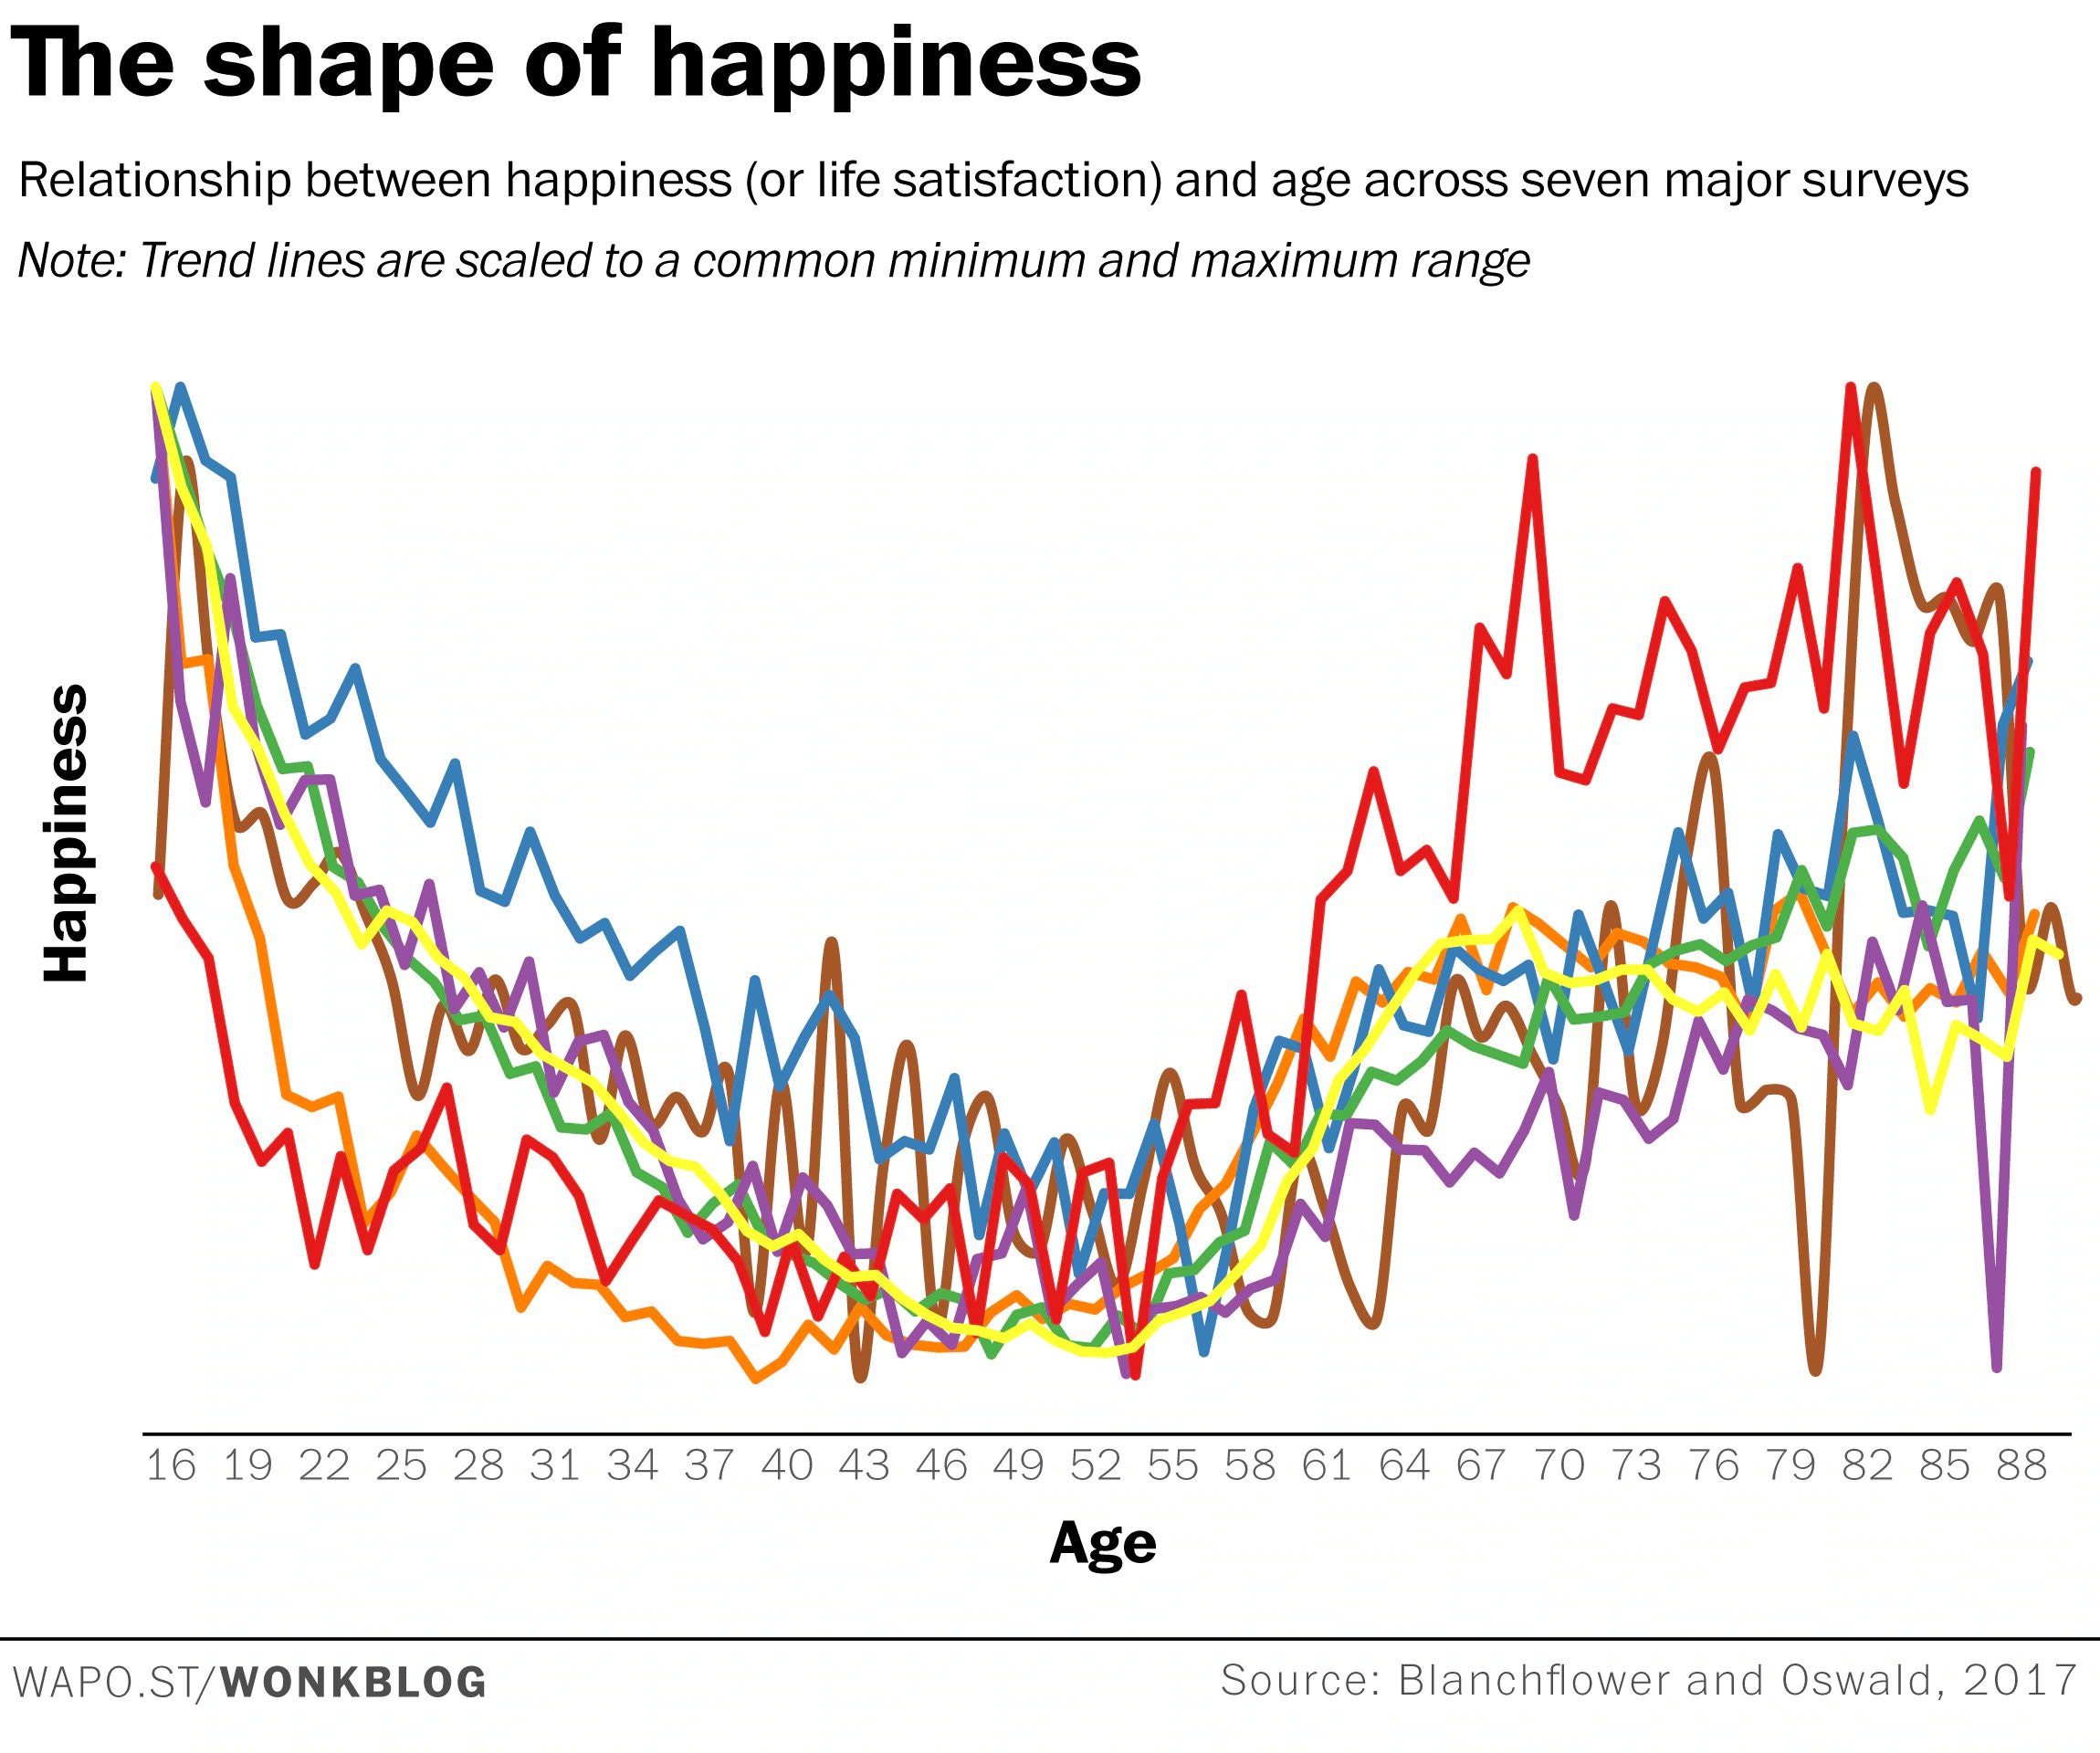 The shape of happiness
Relationship between happiness (or life satisfaction) and age across seven major surveys
Note: Trend lines are scaled to a common minimum and maximum range
Happiness
16 19 22 25 28 31 34 37 40 43 46 49 52 55 58 61 64 67 70 73 76 79 82 85 88
Age
WAPO.ST/WONKBLOG
Source: Blanchflower and Oswald, 2017